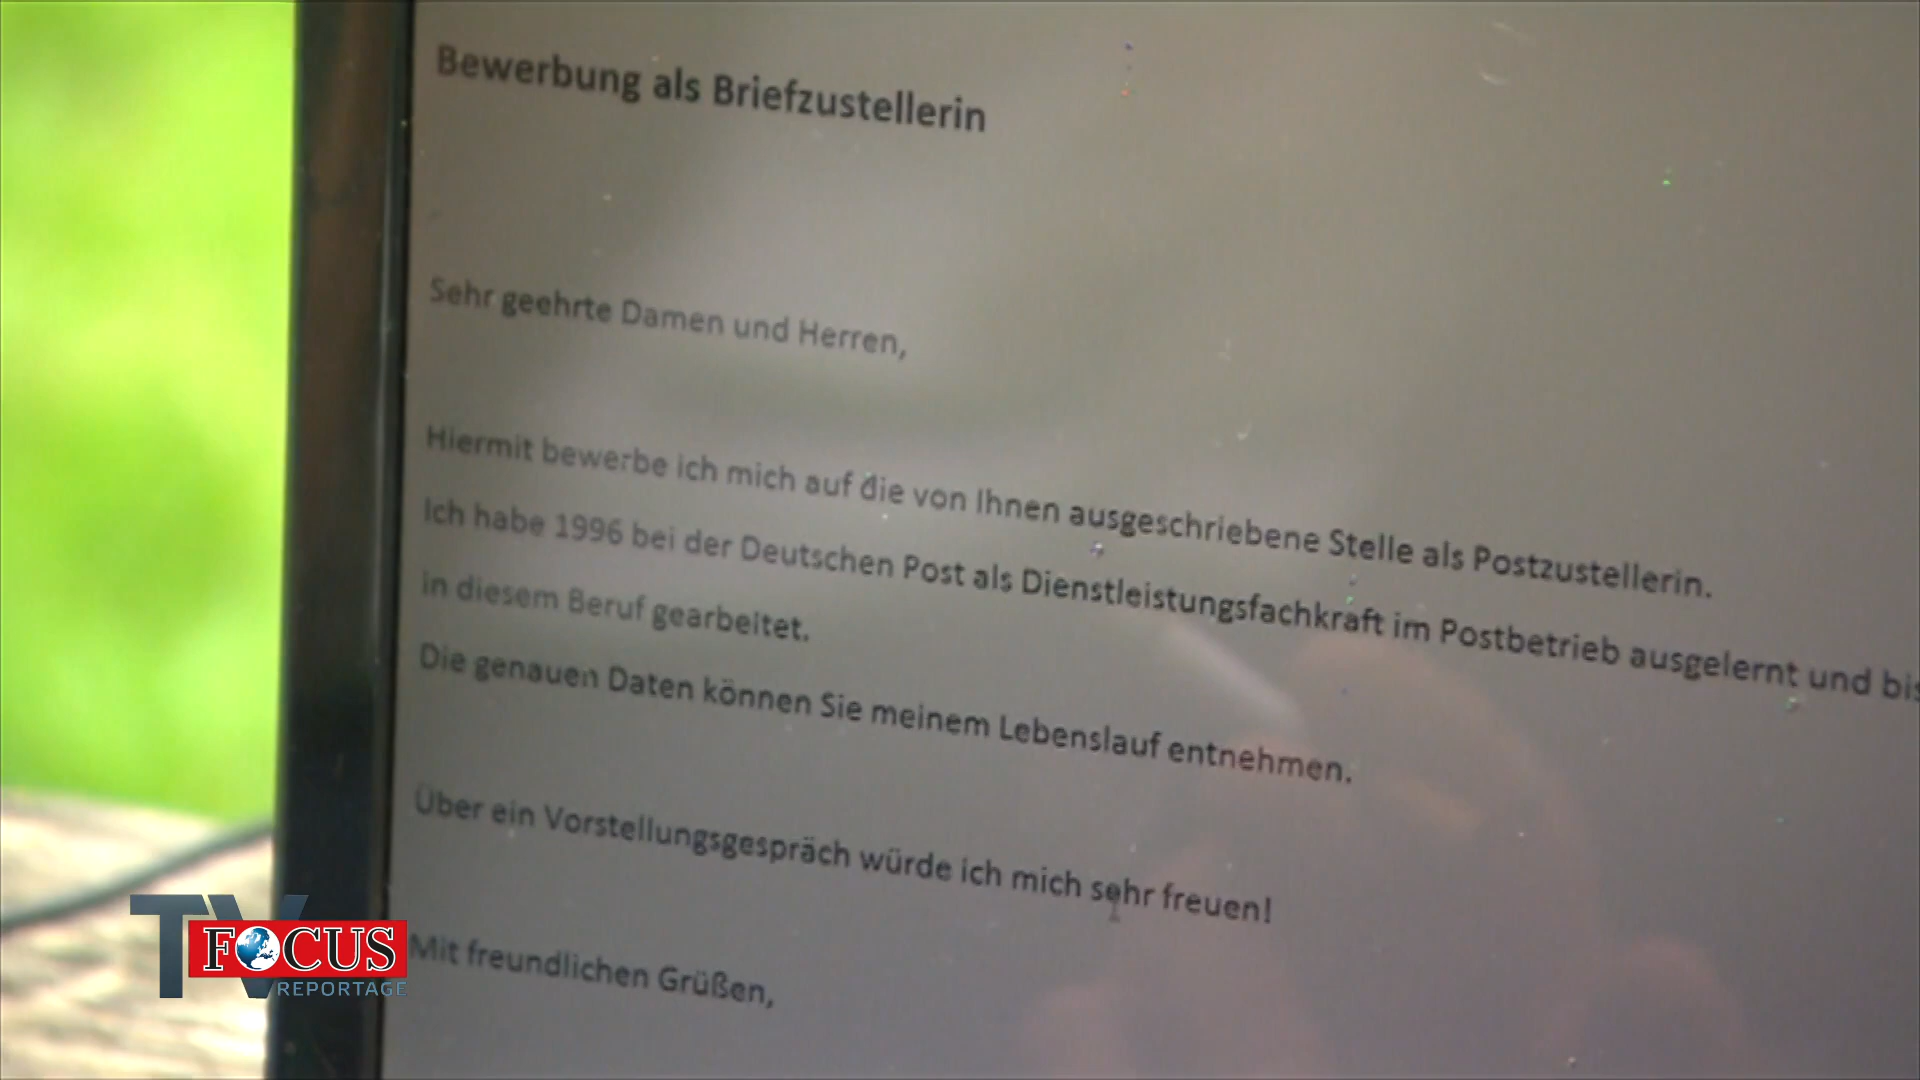 Bewerbung als Briefzustellerin
Sehr geehrte Damen und Herren,
Hiermit bewerbe ich mich auf die von Ihnen ausgeschriebene Stelle als Postzustellerin.
Ich habe 1996 bei der Deutschen Post als Dienstleistungsfachkraft im Postbetrieb ausgelernt und bis
in diesem Beruf gearbeitet.
Die genauen Daten können Sie meinem Lebenslauf entnehmen.
Über ein Vorstellungsgespräch würde ich mich sehr freuen!
Mit freundlichen Grüßen,
TV
FOCUS
REPORTAGE